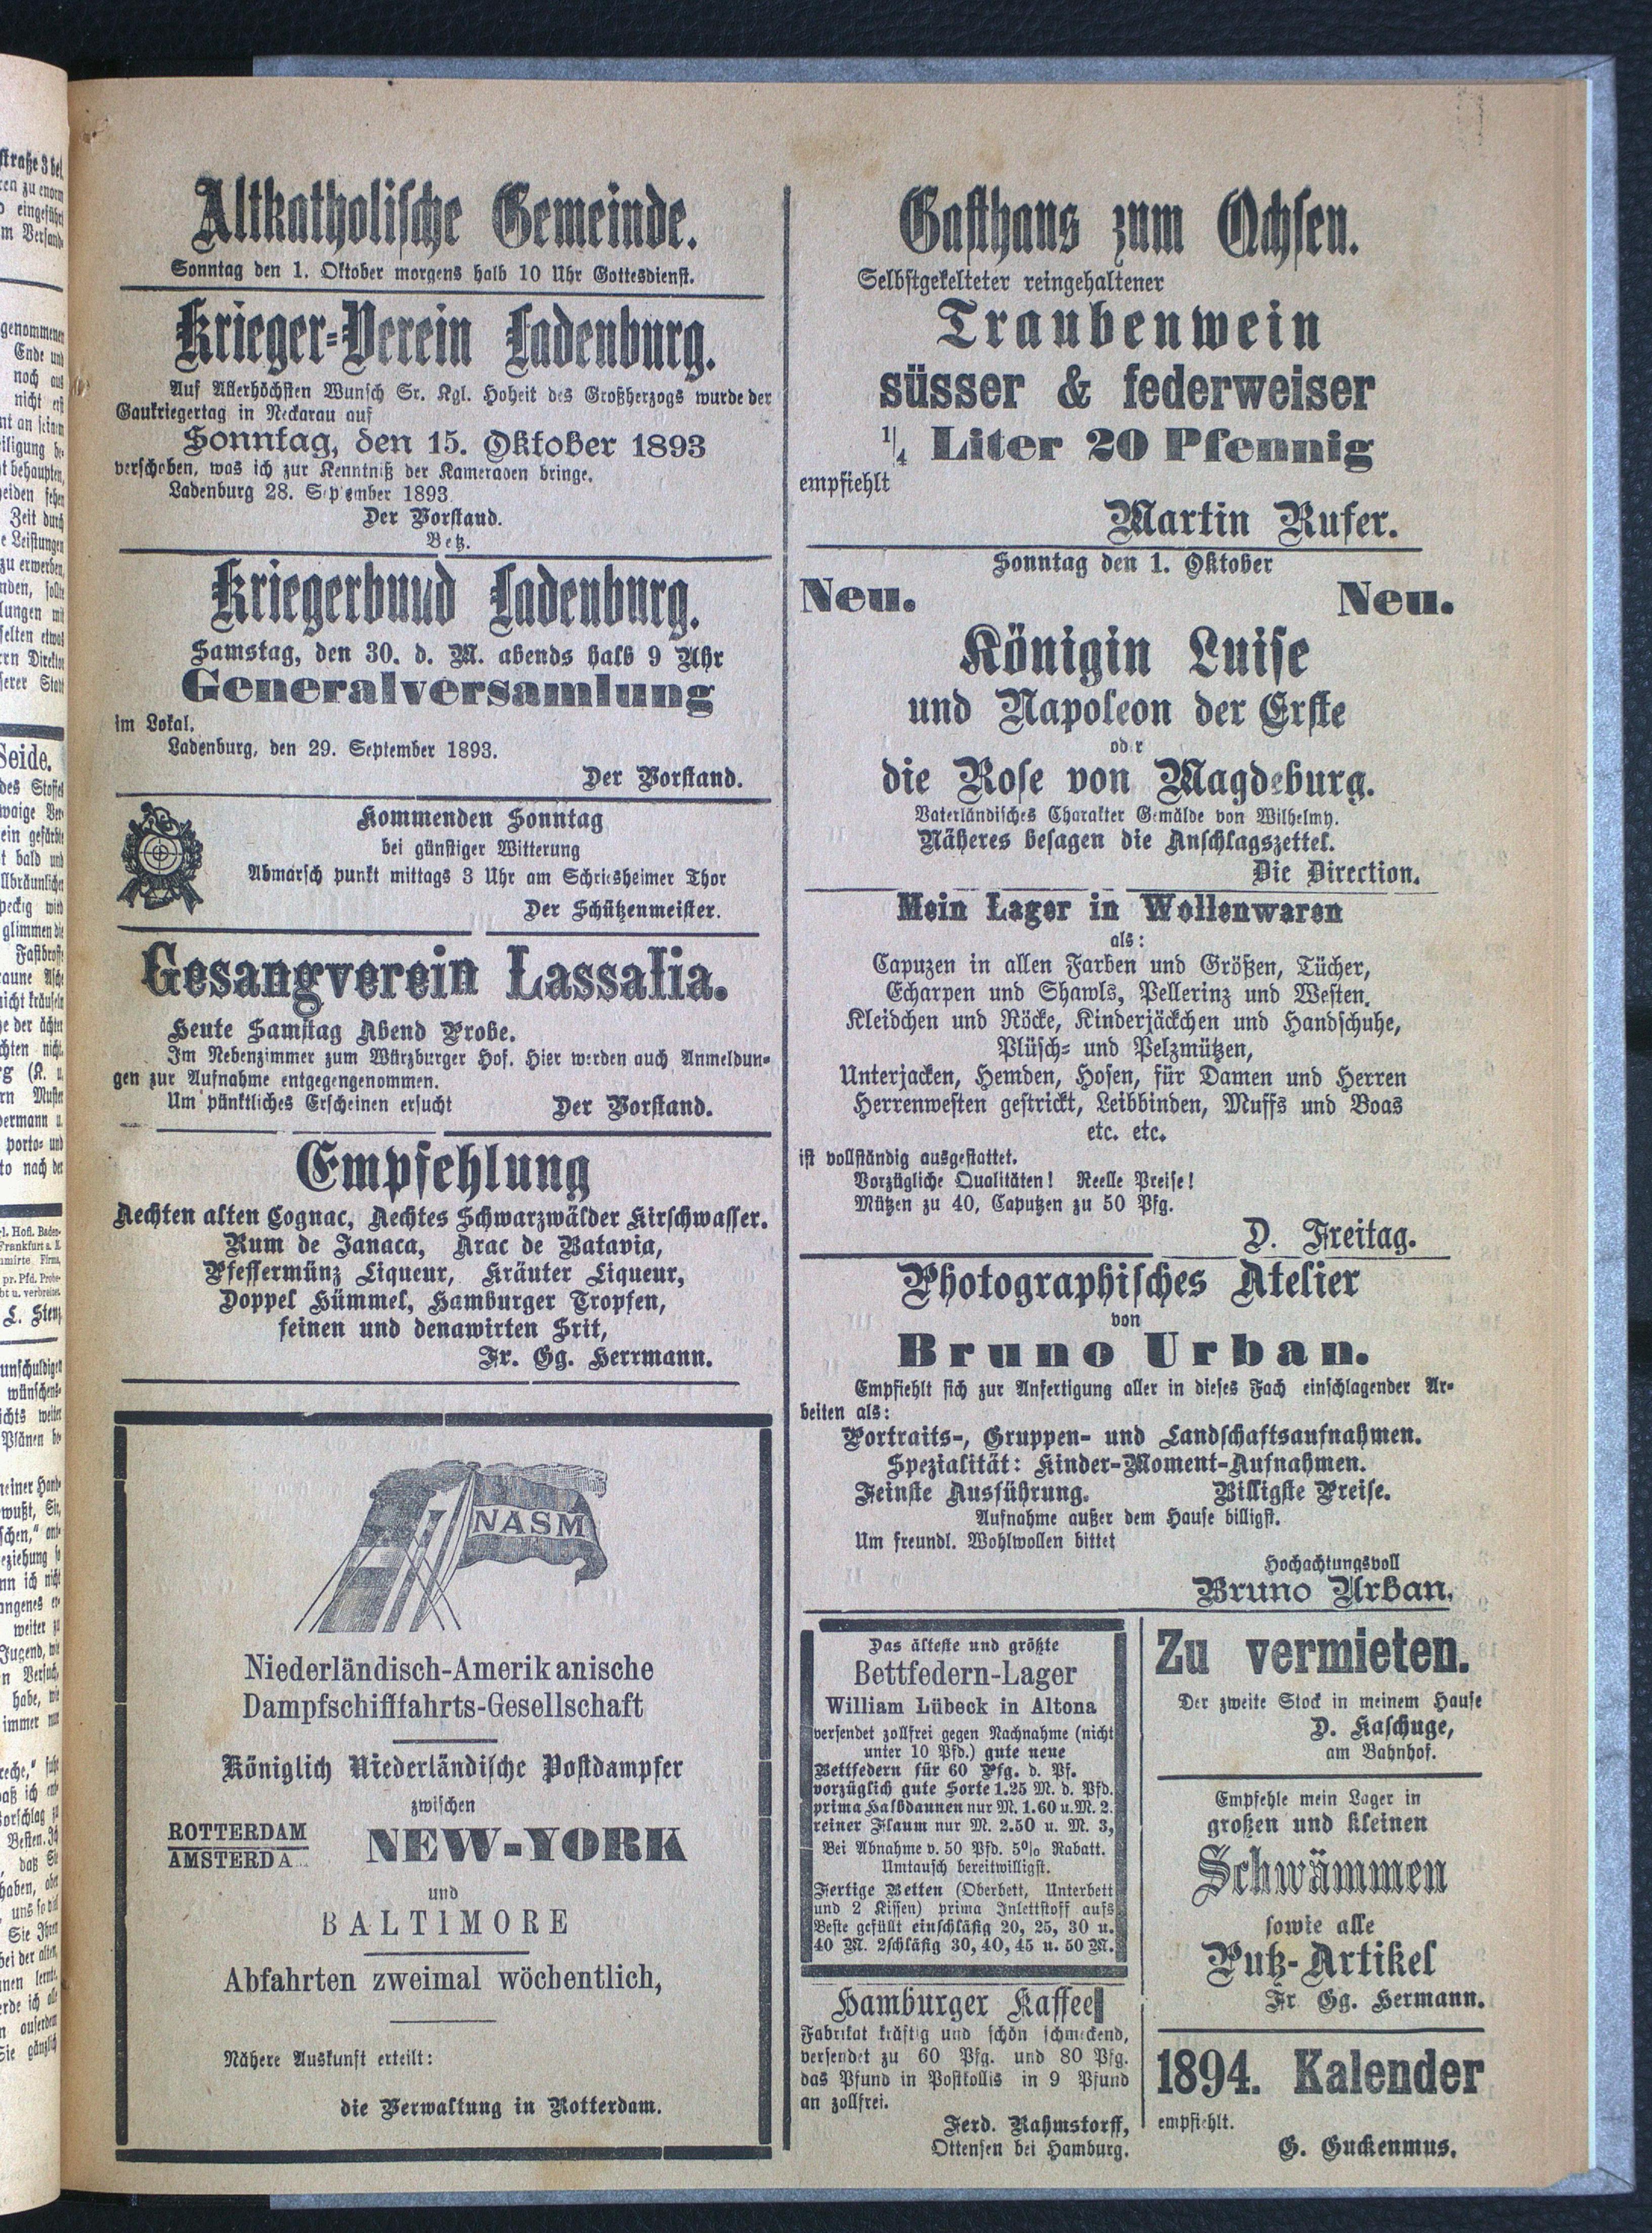 Altkatholische Gemeinde.
Sonntag den 1. Oktober morgens halb 10 Uhr Gottesdienst.
Krieger-Verein Ladenburg.
Auf Allerhöchsten Wunsch Sr. Kgl. Hoheit des Großherzogs wurde der
Gaukriegertag in Neckarau auf
Sonntag, den 15. Oktober 1893
verschoben, was ich zur Kenntniß der Kameraden bringe.
Ladenburg 28. September 1893
Der Vorstand.
Betz.
Kriegerbund Ladenburg.
Samstag, den 30. d. M. abends halb 9 Uhr
Generalversamlung
im Lokal.
Ladenburg, den 29. September 1893.
Der Vorstand.
Kommenden Sonntag
bei günstiger Witterung
Abmarsch punkt mittags 3 Uhr am Schriesheimer Thor
Der Schützenmeister.
Gesangverein Lassalia.
Heute Samstag Abend Probe.
Im Nebenzimmer zum Würzburger Hof. Hier werden auch Anmeldun-
gen zur Aufnahme entgegengenommen.
Um pünktliches Erscheinen ersucht Der Vorstand.
Empfehlung
Aechten alten Cognac, Aechtes Schwarzwälder Kirschwasser.
Rum de Janaca, Arac de Batavia,
Pfeffermünz Liqueur, Kräuter Liqueur,
Doppel Hümmel, Hamburger Tropfen,
feinen und denawirten Srit,
Fr. Gg. Herrmann.
NASM
Niederländisch-Amerikanische
Dampfschifffahrts-Gesellschaft
Königlich Niederländische Postdampfer
zwischen
ROTTERDAM
AMSTERDA
NEW-YORK
und
BALTIMORE
Abfahrten zweimal wöchentlich,
Nähere Auskunft erteilt:
die Verwaltung in Rotterdam.
Gasthaus zum Ochsen.
Selbstgekelteter reingehaltener
Traubenwein
süsser & federweiser
1/4 Liter 20 Pfennig
empfiehlt
Martin Rufer.
Sonntag den 1. Oktober
Neu. Neu.
Königin Luise
und Napoleon der Erste
oder
die Rose von Magdeburg.
Vaterländisches Charakter Gemälde von Wilhelmy.
Näheres besagen die Anschlagszettel.
Die Direction.
Mein Lager in Wollenwaren
als:
Capuzen in allen Farben und Größen, Tücher,
Echarpen und Shawls, Pellerinz und Westen.
Kleidchen und Röcke, Kinderjäckchen und Handschuhe,
Plüsch- und Pelzmützen,
Unterjacken, Hemden, Hosen, für Damen und Herren
Herrenwesten gestrickt, Leibbinden, Muffs und Boas
etc. etc.
ist vollständig ausgestattet.
Vorzügliche Qualitäten! Reelle Preise!
Mützen zu 40, Caputzen zu 50 Pfg.
D. Freitag.
Photographisches Atelier
von
Bruno Urban.
Empfiehlt sich zur Anfertigung aller in dieses Fach einschlagender Ar-
beiten als:
Portraits-, Gruppen- und Landschaftsaufnahmen.
Spezialität: Kinder-Moment-Aufnahmen.
Feinste Ausführung. Billigste Preise.
Aufnahme außer dem Hause billigst.
Um freundl. Wohlwollen bittet
Hochachtungsvoll
Bruno Urban.
Das älteste und größte
Bettfedern-Lager
William Lübeck in Altona
versendet zollfrei gegen Nachnahme (nicht
unter 10 Pfd.) gute neue
Bettfedern für 60 Pfg. d. Pf.
vorzüglich gute Sorte 1.25 M. d. Pfd.
prima Halbdaunen nur M. 1.60 u. M. 2.
reiner Flaum nur M. 2.50 u. M. 3,
Bei Abnahme v. 50 Pfd. 5% Rabatt.
Umtausch bereitwilligst.
Fertige Betten (Oberbett, Unterbett
und 2 Kissen) prima Inlettstoff aufs
Beste gefüllt einschläfig 20, 25, 30 u.
40 M. 2schläfig 30, 40, 45 u. 50 M.
Hamburger Kaffee
Fabrikat kräftig und schön schmeckend,
versendet zu 60 Pfg. und 80 Pfg.
das Pfund in Postkollis in 9 Pfund
an zollfrei.
Ferd. Rahmstorff,
Ottensen bei Hamburg.
Zu vermieten.
Der zweite Stock in meinem Hause
D. Kaschuge,
am Bahnhof.
Empfehle mein Lager in
großen und kleinen
Schwämmen
sowie alle
Putz-Artikel
Fr Gg. Hermann.
1894. Kalender
empfiehlt.
G. Guckenmus.